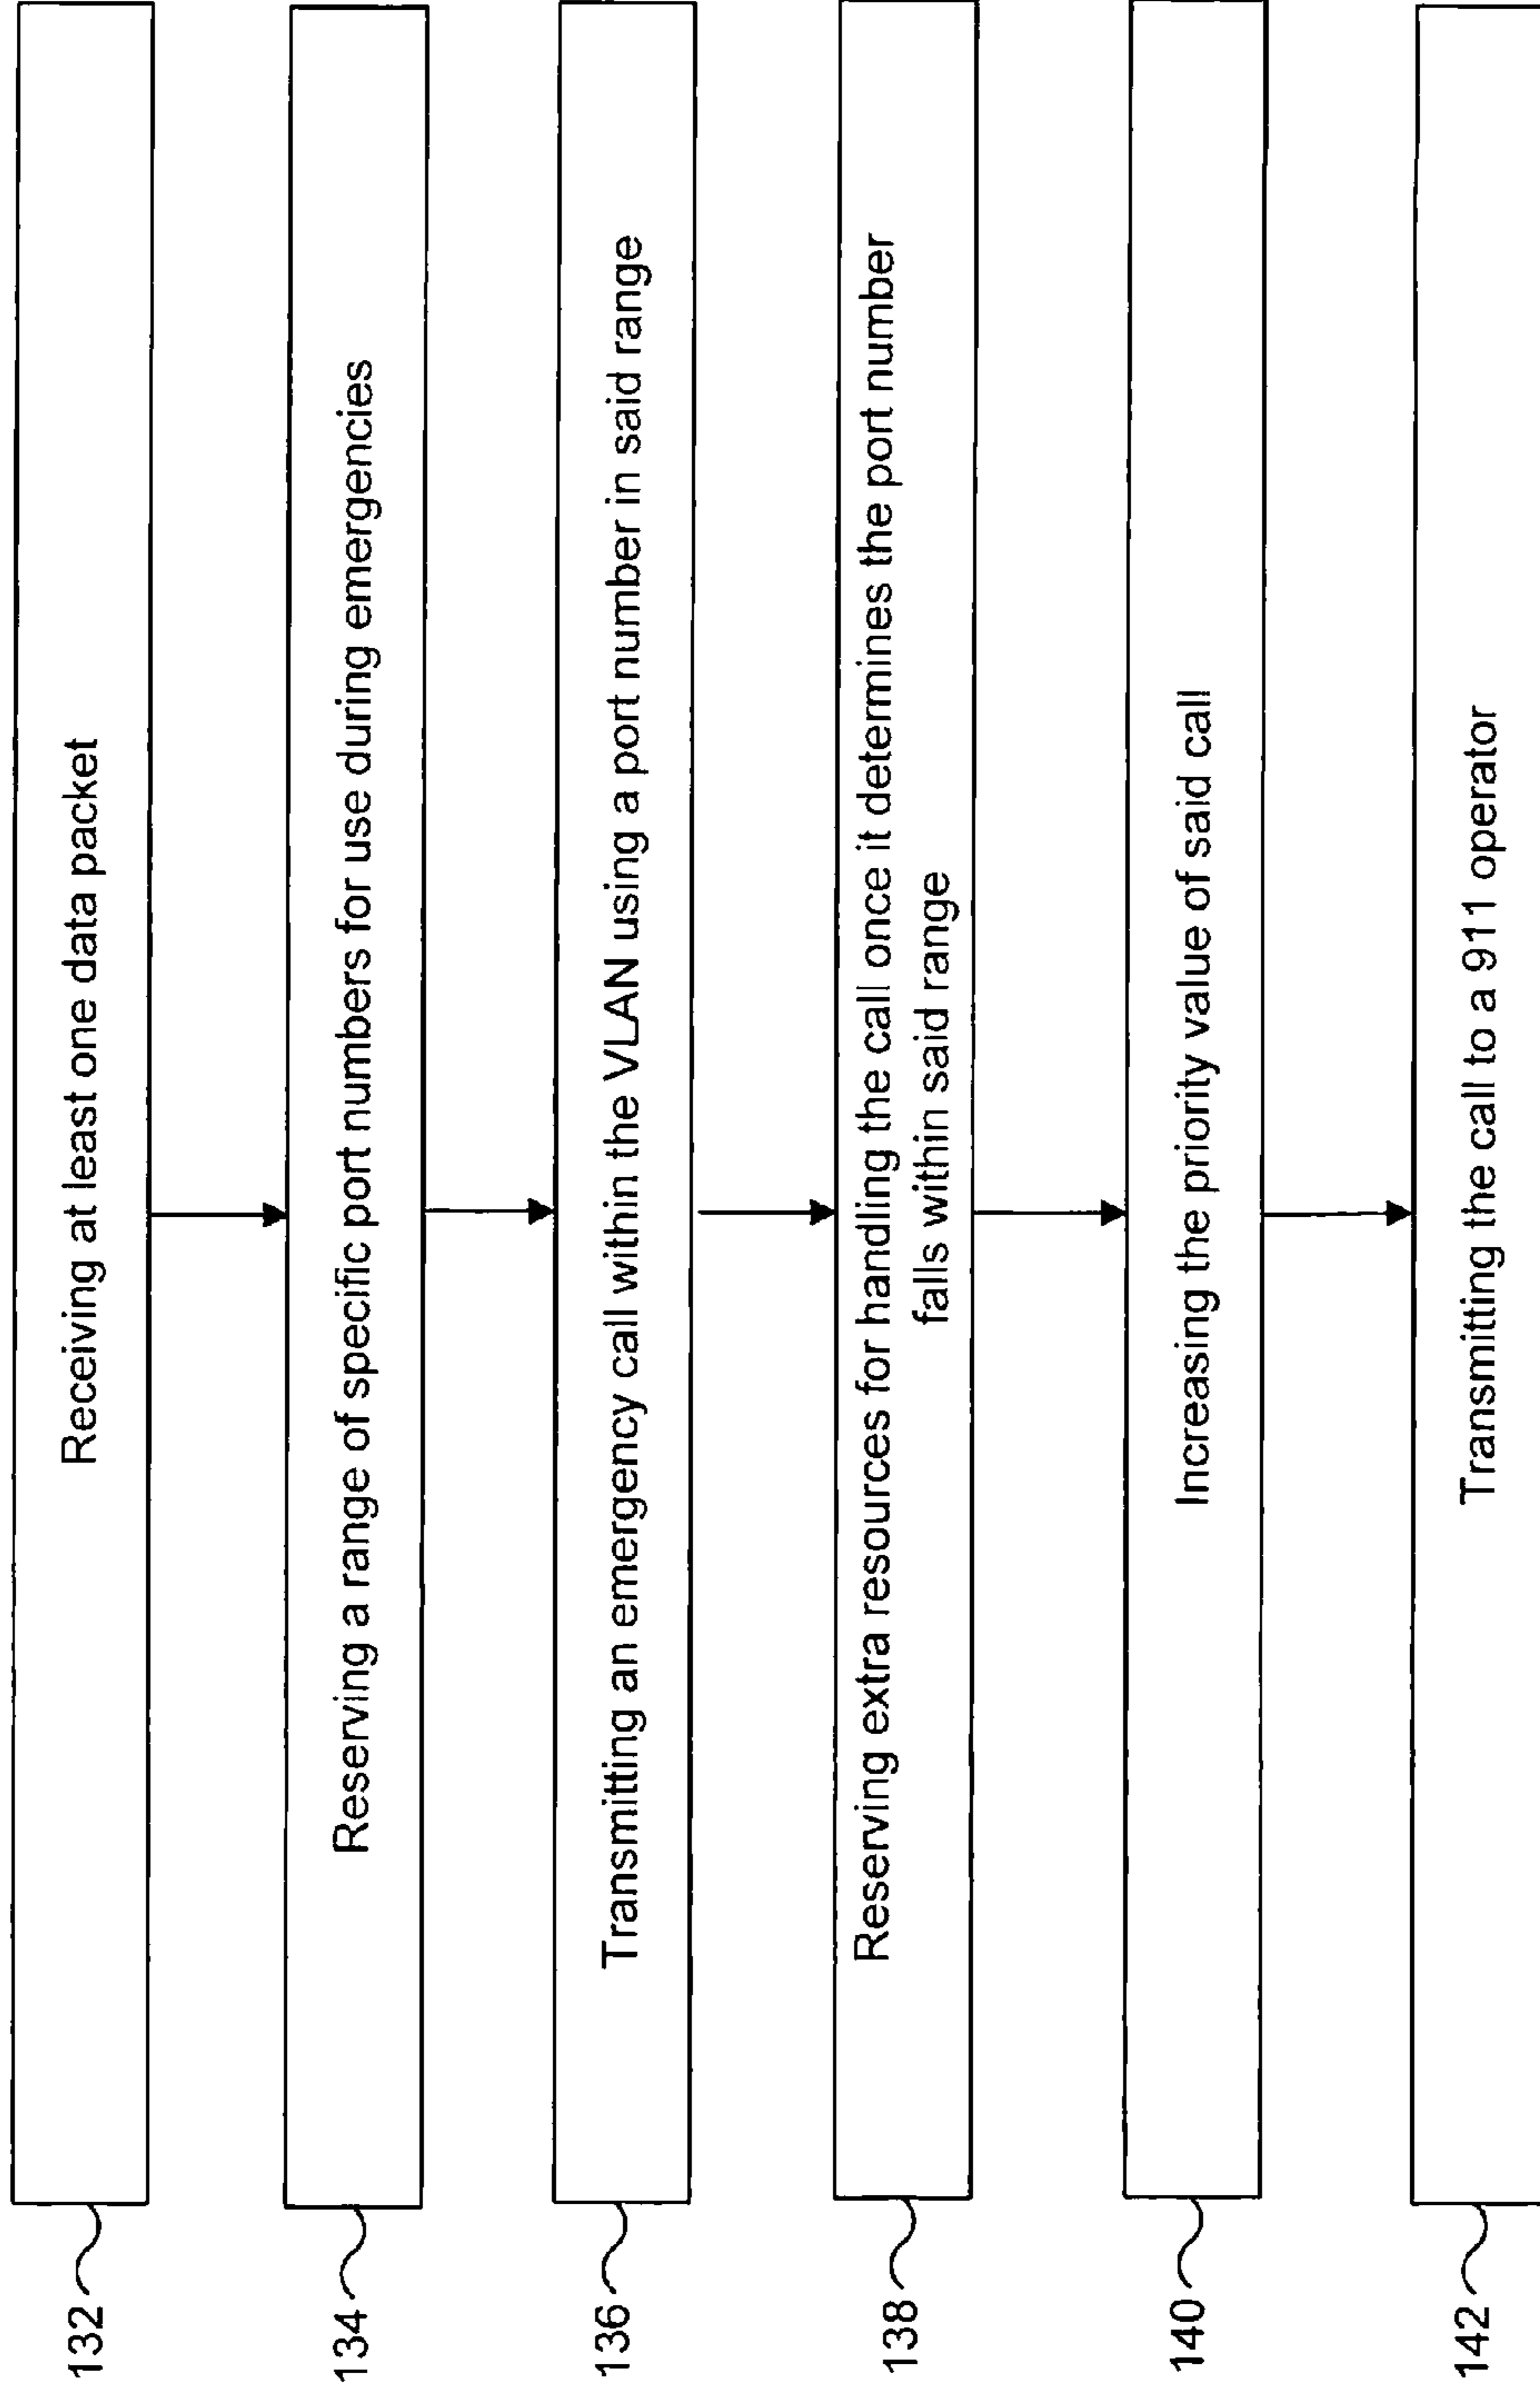 132
Receiving at least one data packet
134
Reserving a range of specific port numbers for use during emergencies
136
Transmitting an emergency call within the VLAN using a port number in said range
138
Reserving extra resources for handling the call once it determines the port number
falls within said range
140
Increasing the priority value of said call
142
Transmitting the call to a 911 operator